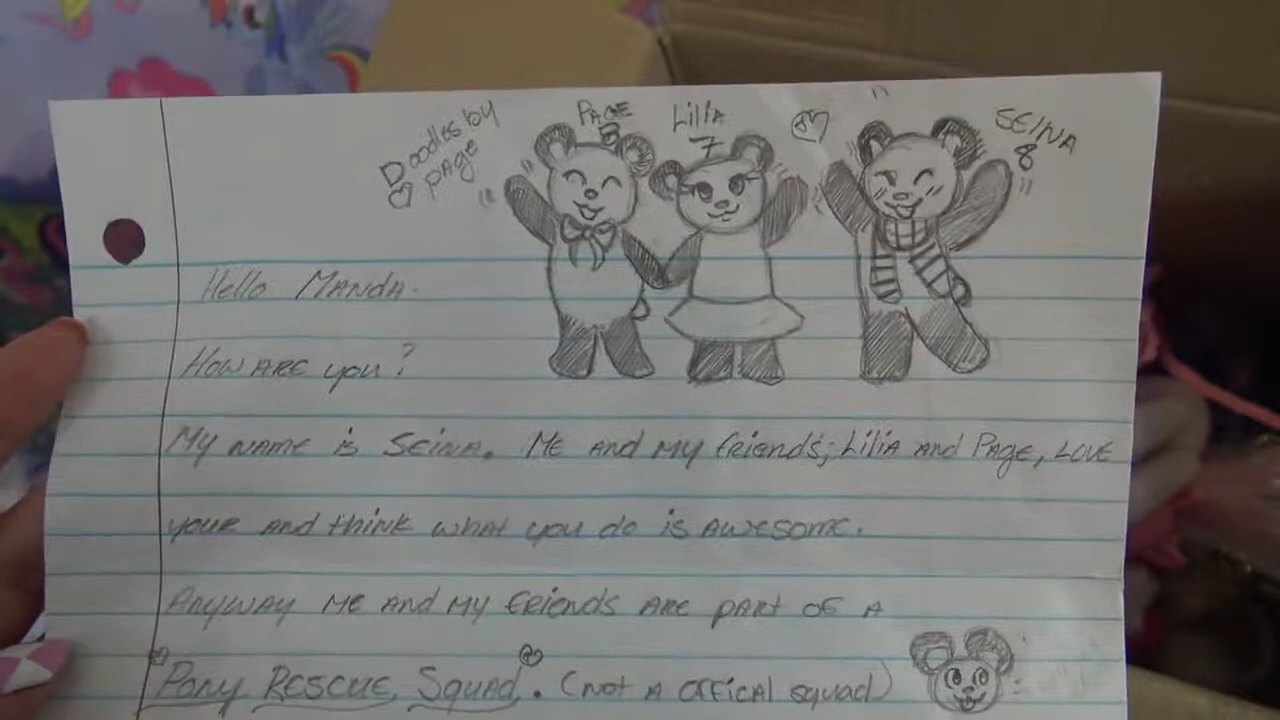 Doodles by Page
Page 8
Lilia 7
Seina 8
Hello Manda.
How are you?
My name is Seina. Me and my friends; Lilia and Page, love
your and think what you do is awesome.
Anyway me and my friends are part of a
Pony Rescue Squad. (not a offical squad)